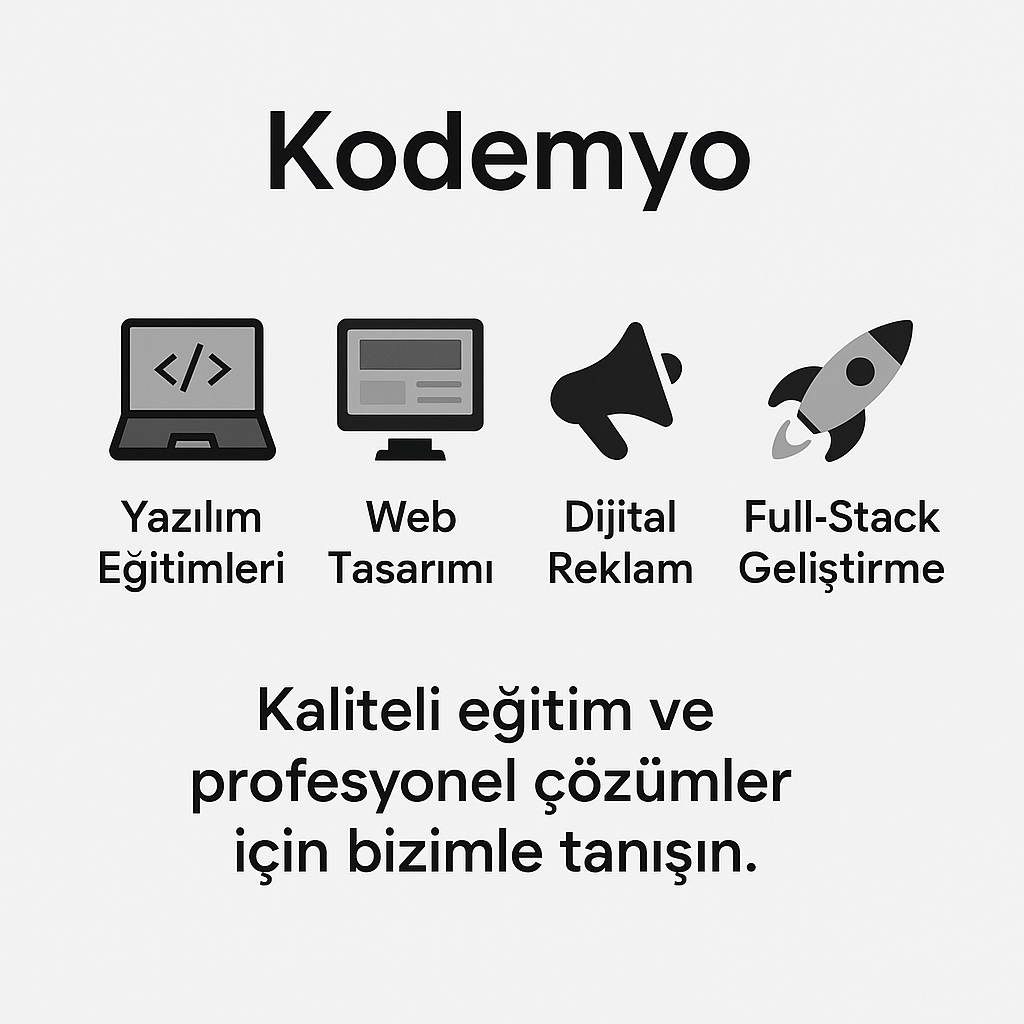 Kodemyo
</>
Yazılım
Eğitimleri
Web
Tasarımı
Dijital
Reklam
Full-Stack
Geliştirme
Kaliteli eğitim ve
profesyonel çözümler
için bizimle tanışın.